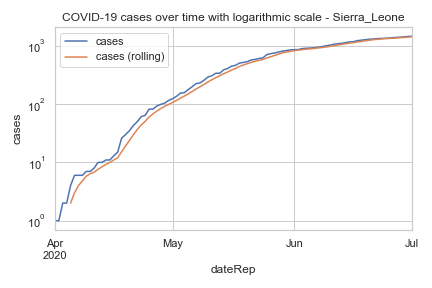 COVID-19 cases over time with logarithmic scale - Sierra_Leone
cases
cases (rolling)
10³
10²
10¹
10⁰
cases
Apr
2020
May
Jun
Jul
dateRep